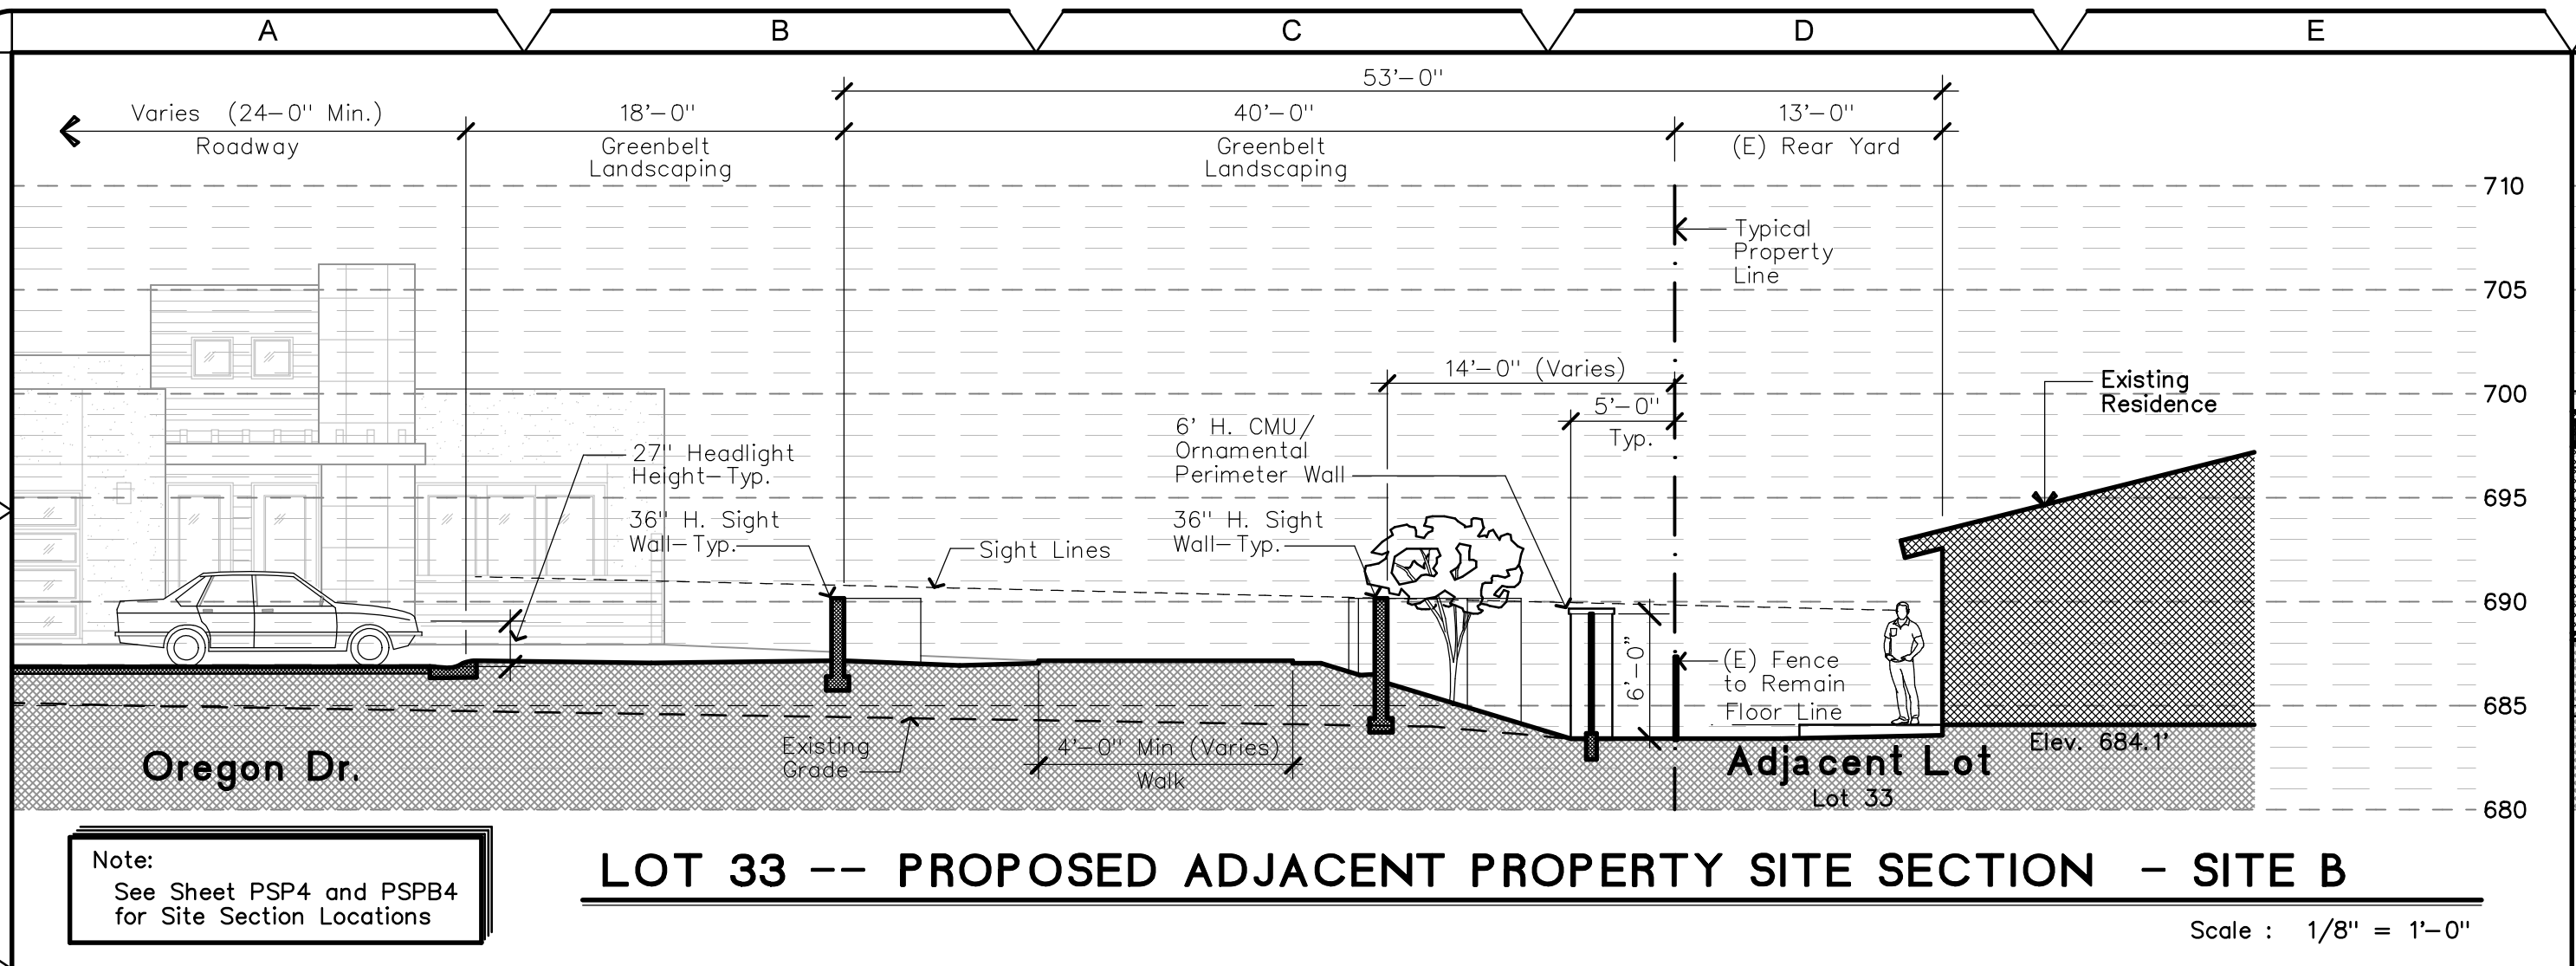 A B C D E
53'-0"
Varies (24-0" Min.) 18'-0" 40'-0" 13'-0"
Roadway Greenbelt Greenbelt (E) Rear Yard
Landscaping Landscaping
710
Typical
Property
Line
705
14'-0" (Varies)
Existing
Residence
700
5'-0"
Typ.
6' H. CMU/
Ornamental
Perimeter Wall
27" Headlight
Height-Typ.
695
36" H. Sight
Wall-Typ.
Sight Lines
36" H. Sight
Wall-Typ.
690
6'-0"
(E) Fence
to Remain
Floor Line
685
Existing
Grade
4'-0" Min (Varies)
Walk
Elev. 684.1'
Oregon Dr.
Adjacent Lot
Lot 33
680
Note:
See Sheet PSP4 and PSPB4
for Site Section Locations
LOT 33 -- PROPOSED ADJACENT PROPERTY SITE SECTION - SITE B
Scale : 1/8" = 1'-0"